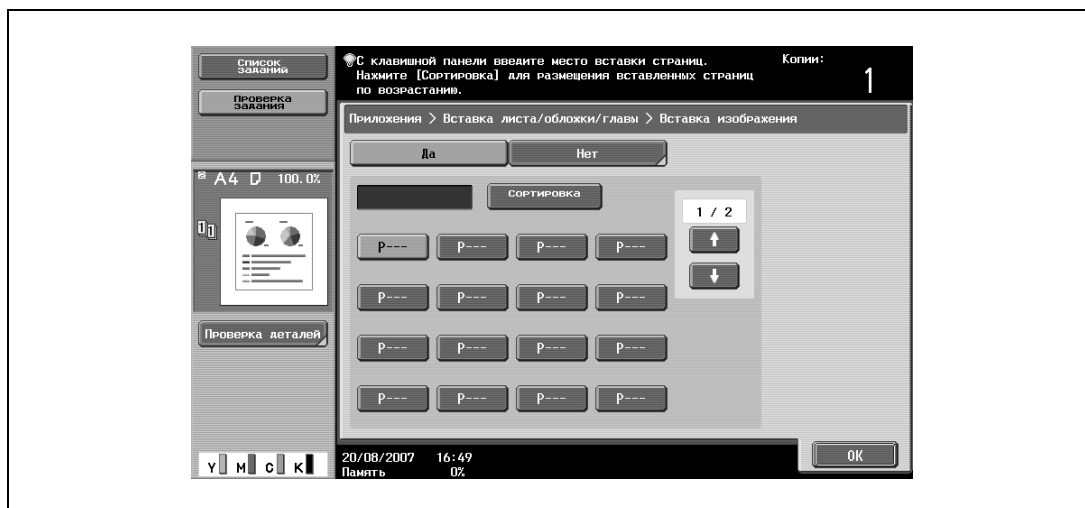 Список
заданий
Проверка
задания
A4 100.0%
Проверка деталей
Y M C K
С клавишной панели введите место вставки страниц.
Нажмите [Сортировка] для размещения вставленных страниц
по возрастанию.
Копии:
1
Приложения > Вставка листа/обложки/главы > Вставка изображения
Да Нет
Сортировка
1 / 2
P--- P--- P--- P---
P--- P--- P--- P---
P--- P--- P--- P---
P--- P--- P--- P---
20/08/2007 16:49
Память 0%
OK